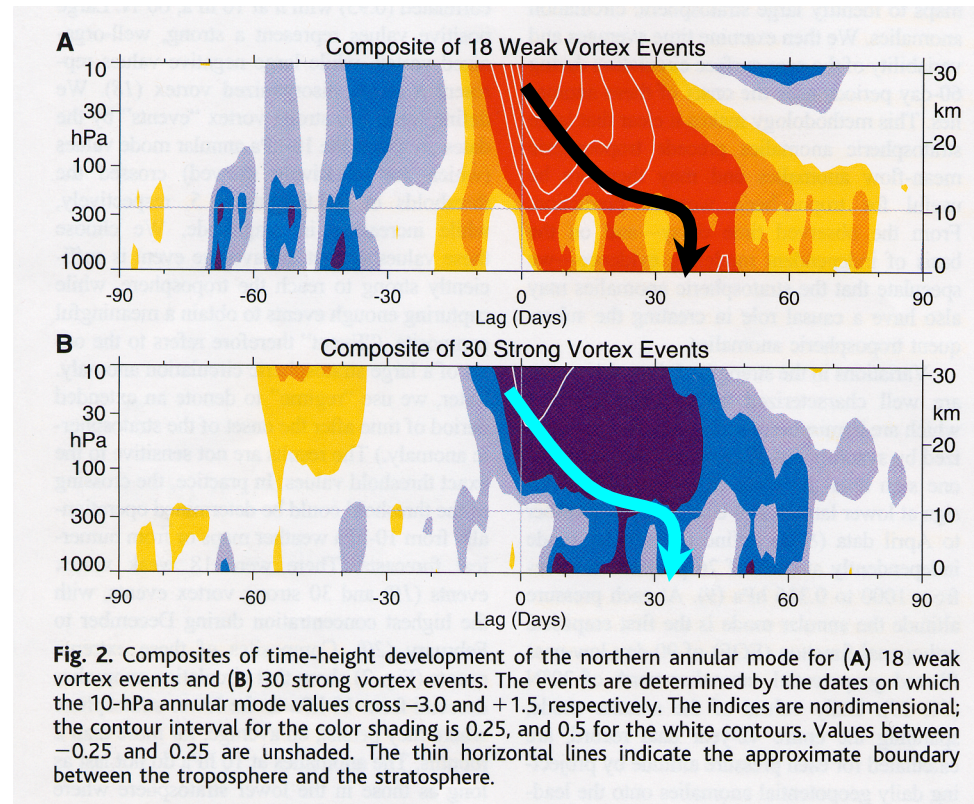 A
Composite of 18 Weak Vortex Events
10
30
hPa
100
300
1000
30
km
20
10
0
-90 -60 -30 0 30 60 90
Lag (Days)
B
Composite of 30 Strong Vortex Events
10
30
hPa
100
300
1000
30
km
20
10
0
-90 -60 -30 0 30 60 90
Lag (Days)
Fig. 2. Composites of time-height development of the northern annular mode for (A) 18 weak
vortex events and (B) 30 strong vortex events. The events are determined by the dates on which
the 10-hPa annular mode values cross –3.0 and +1.5, respectively. The indices are nondimensional;
the contour interval for the color shading is 0.25, and 0.5 for the white contours. Values between
−0.25 and 0.25 are unshaded. The thin horizontal lines indicate the approximate boundary
between the troposphere and the stratosphere.